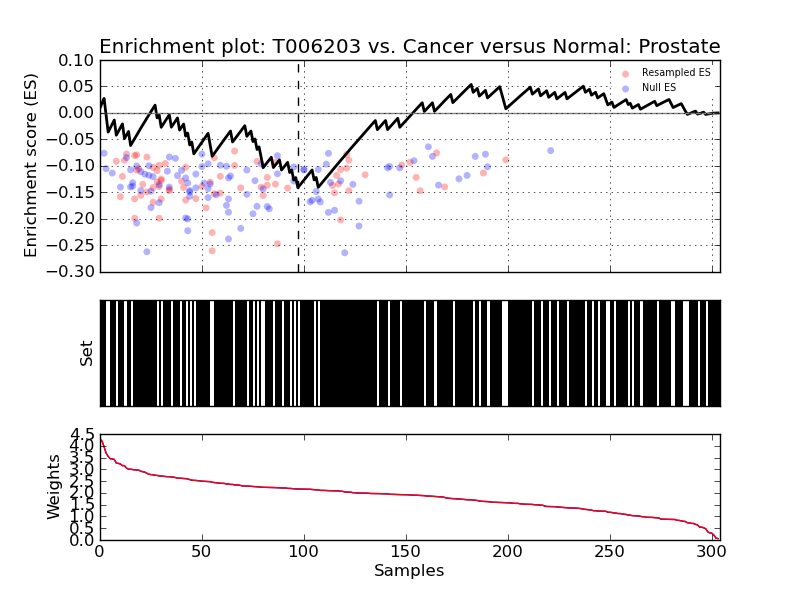 Enrichment plot: T006203 vs. Cancer versus Normal: Prostate
0.10
0.05
0.00
−0.05
−0.10
−0.15
−0.20
−0.25
−0.30
Enrichment score (ES)
Resampled ES
Null ES
Set
4.5
4.0
3.5
3.0
2.5
2.0
1.5
1.0
0.5
0.0
Weights
0 50 100 150 200 250 300
Samples